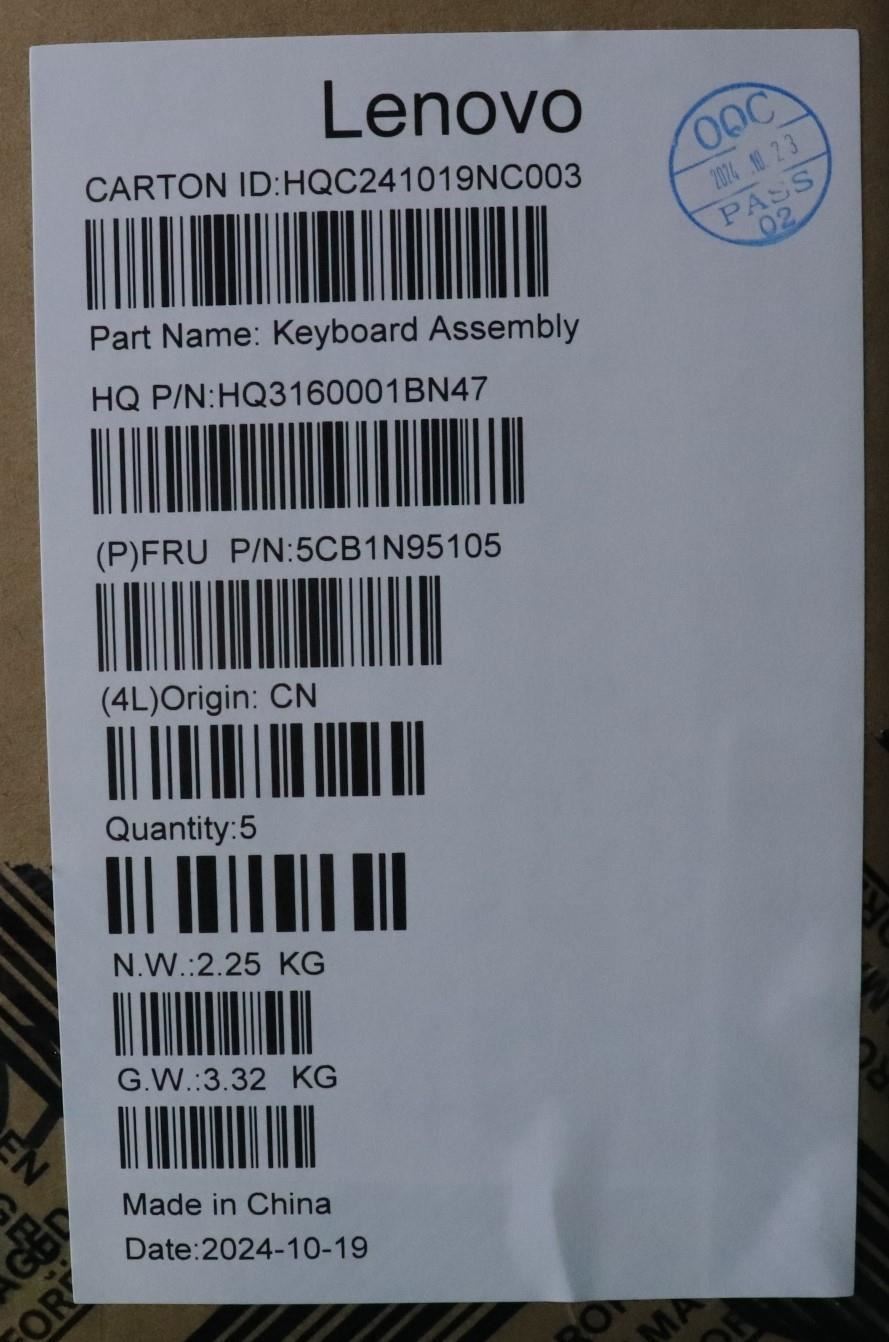 Lenovo
OQC
2024.10.23
PASS
02
CARTON ID:HQC241019NC003
Part Name: Keyboard Assembly
HQ P/N:HQ3160001BN47
(P)FRU P/N:5CB1N95105
(4L)Origin: CN
Quantity:5
N.W.:2.25 KG
G.W.:3.32 KG
Made in China
Date:2024-10-19